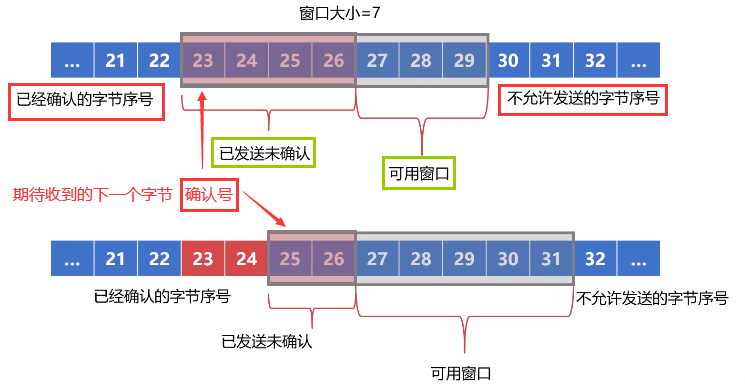 窗口大小=7
... 21 22 23 24 25 26 27 28 29 30 31 32 ...
已经确认的字节序号
不允许发送的字节序号
已发送未确认
可用窗口
期待收到的下一个字节 确认号
... 21 22 23 24 25 26 27 28 29 30 31 32 ...
已经确认的字节序号
不允许发送的字节序号
已发送未确认
可用窗口